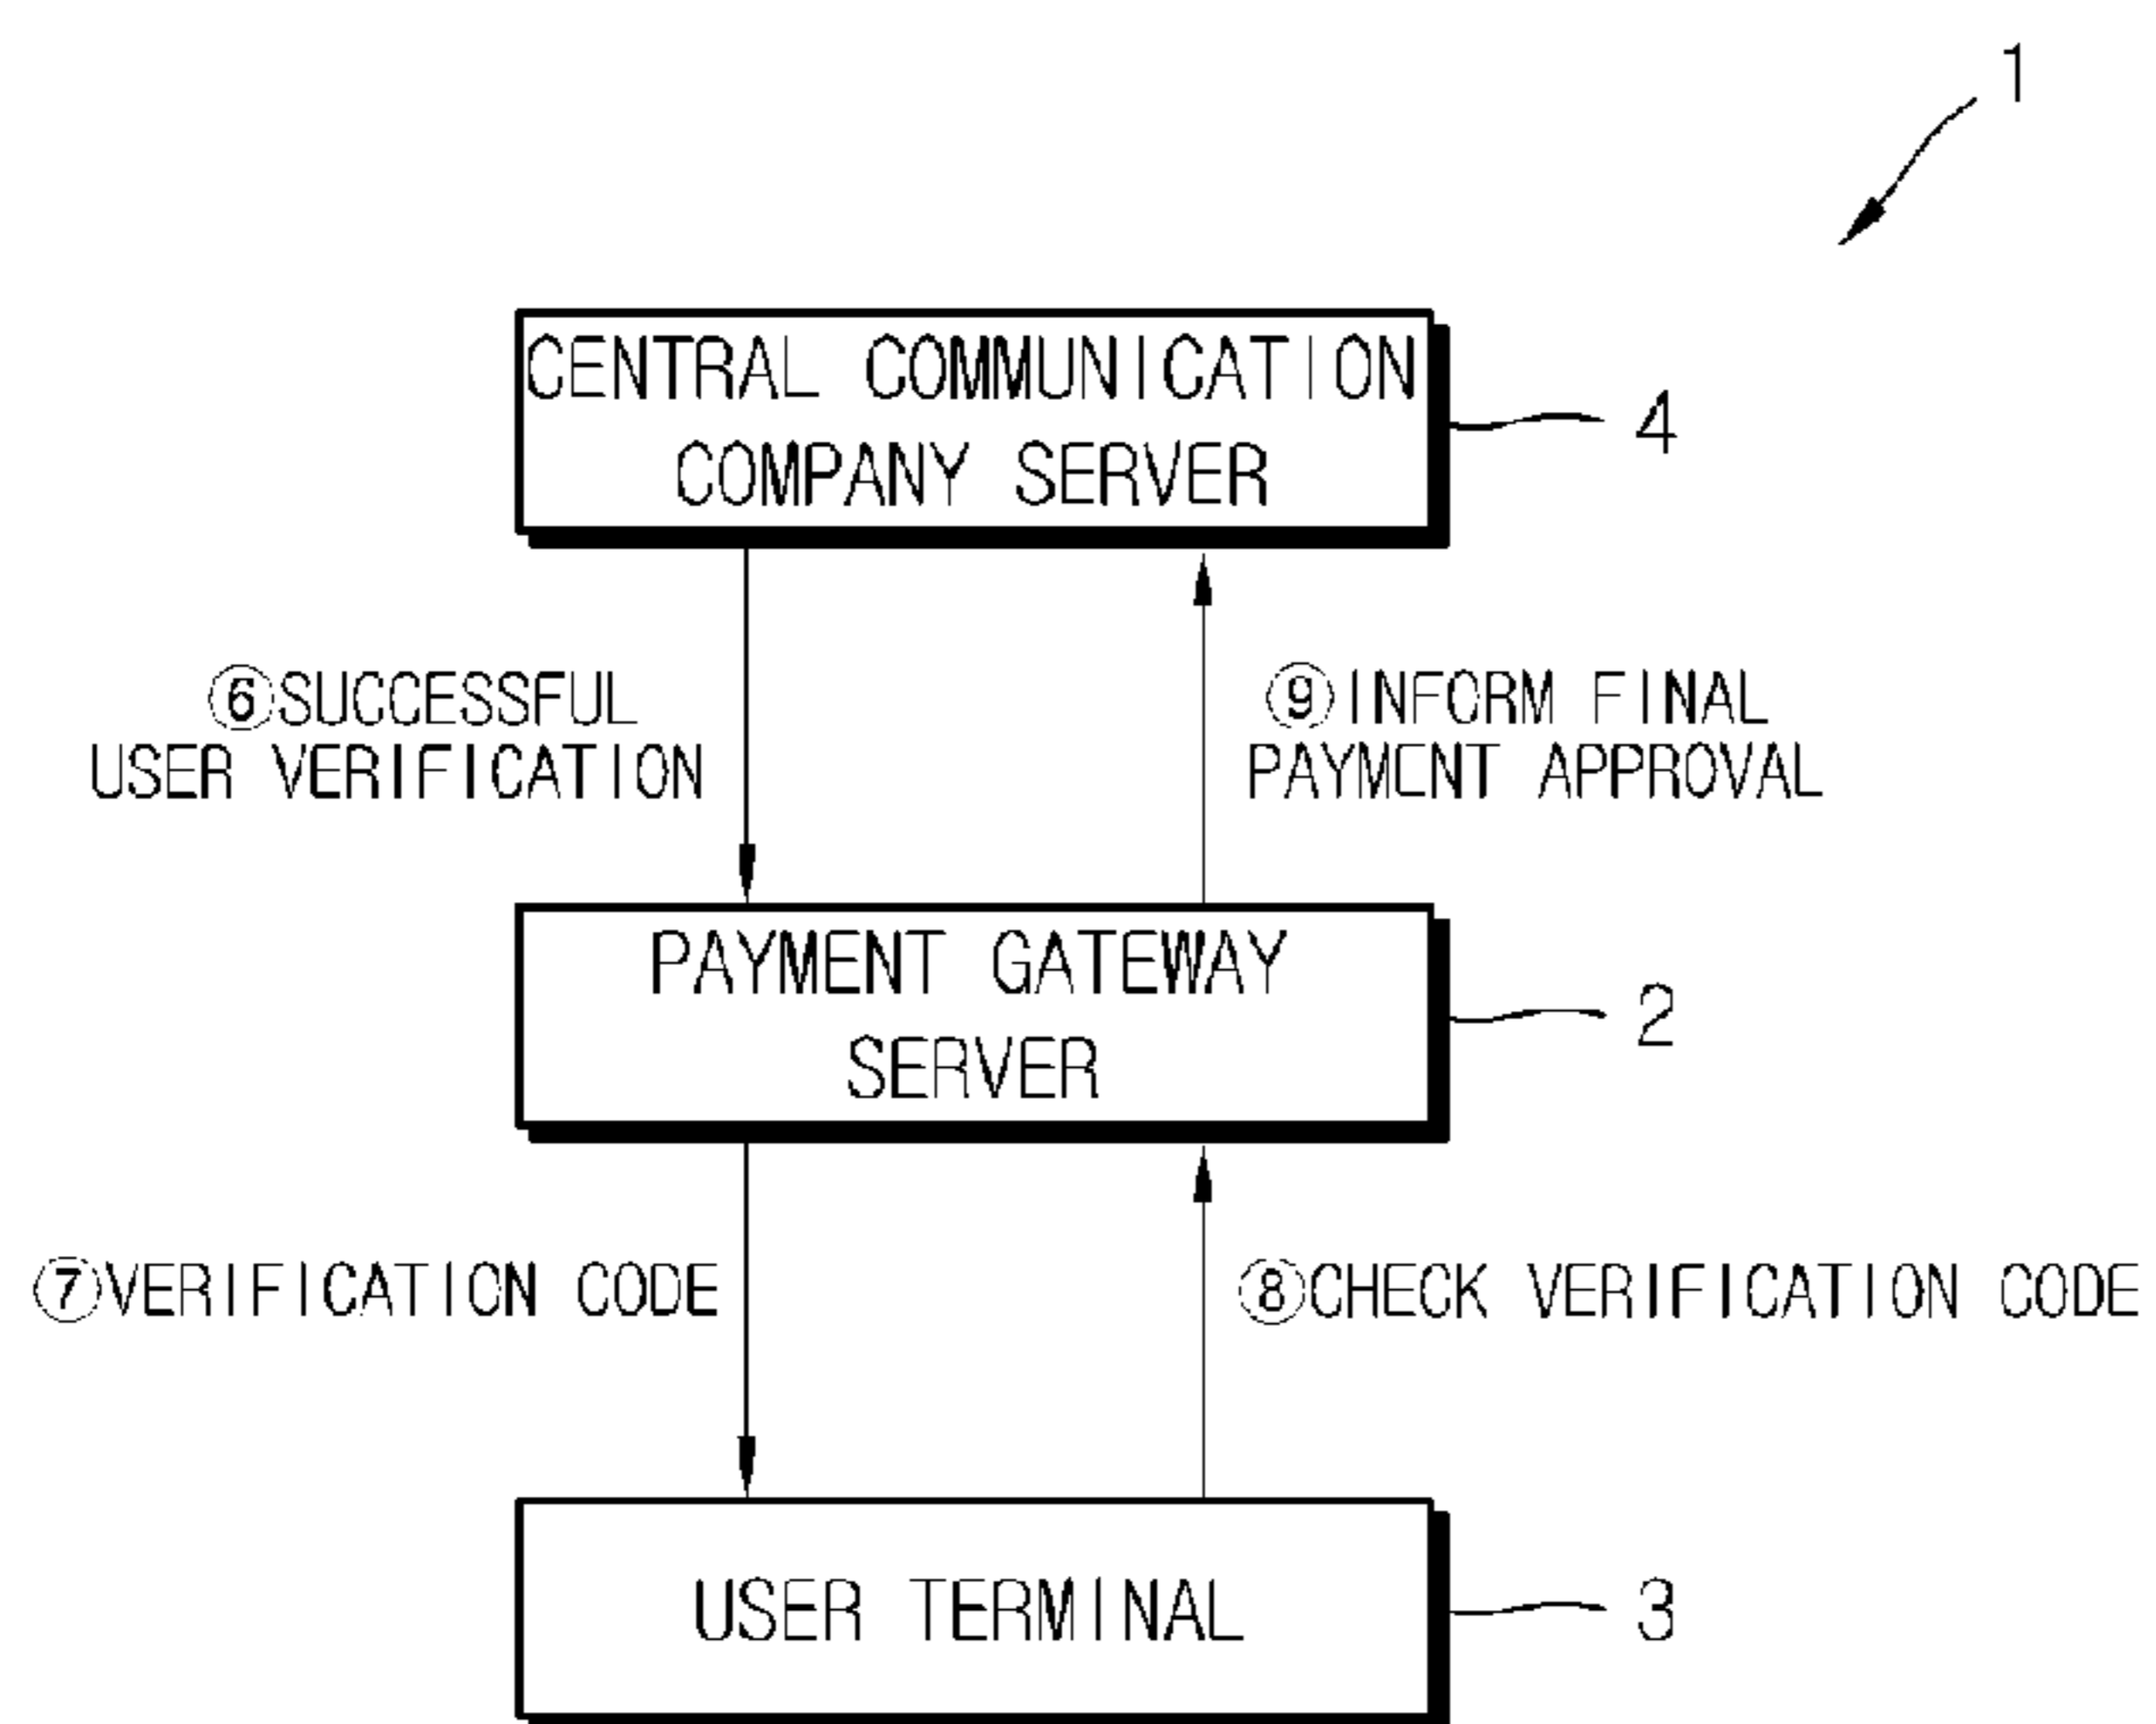 1
CENTRAL COMMUNICATION
COMPANY SERVER
4
⑥SUCCESSFUL
USER VERIFICATION
⑨INFORM FINAL
PAYMENT APPROVAL
PAYMENT GATEWAY
SERVER
2
⑦VERIFICATION CODE
⑧CHECK VERIFICATION CODE
USER TERMINAL
3